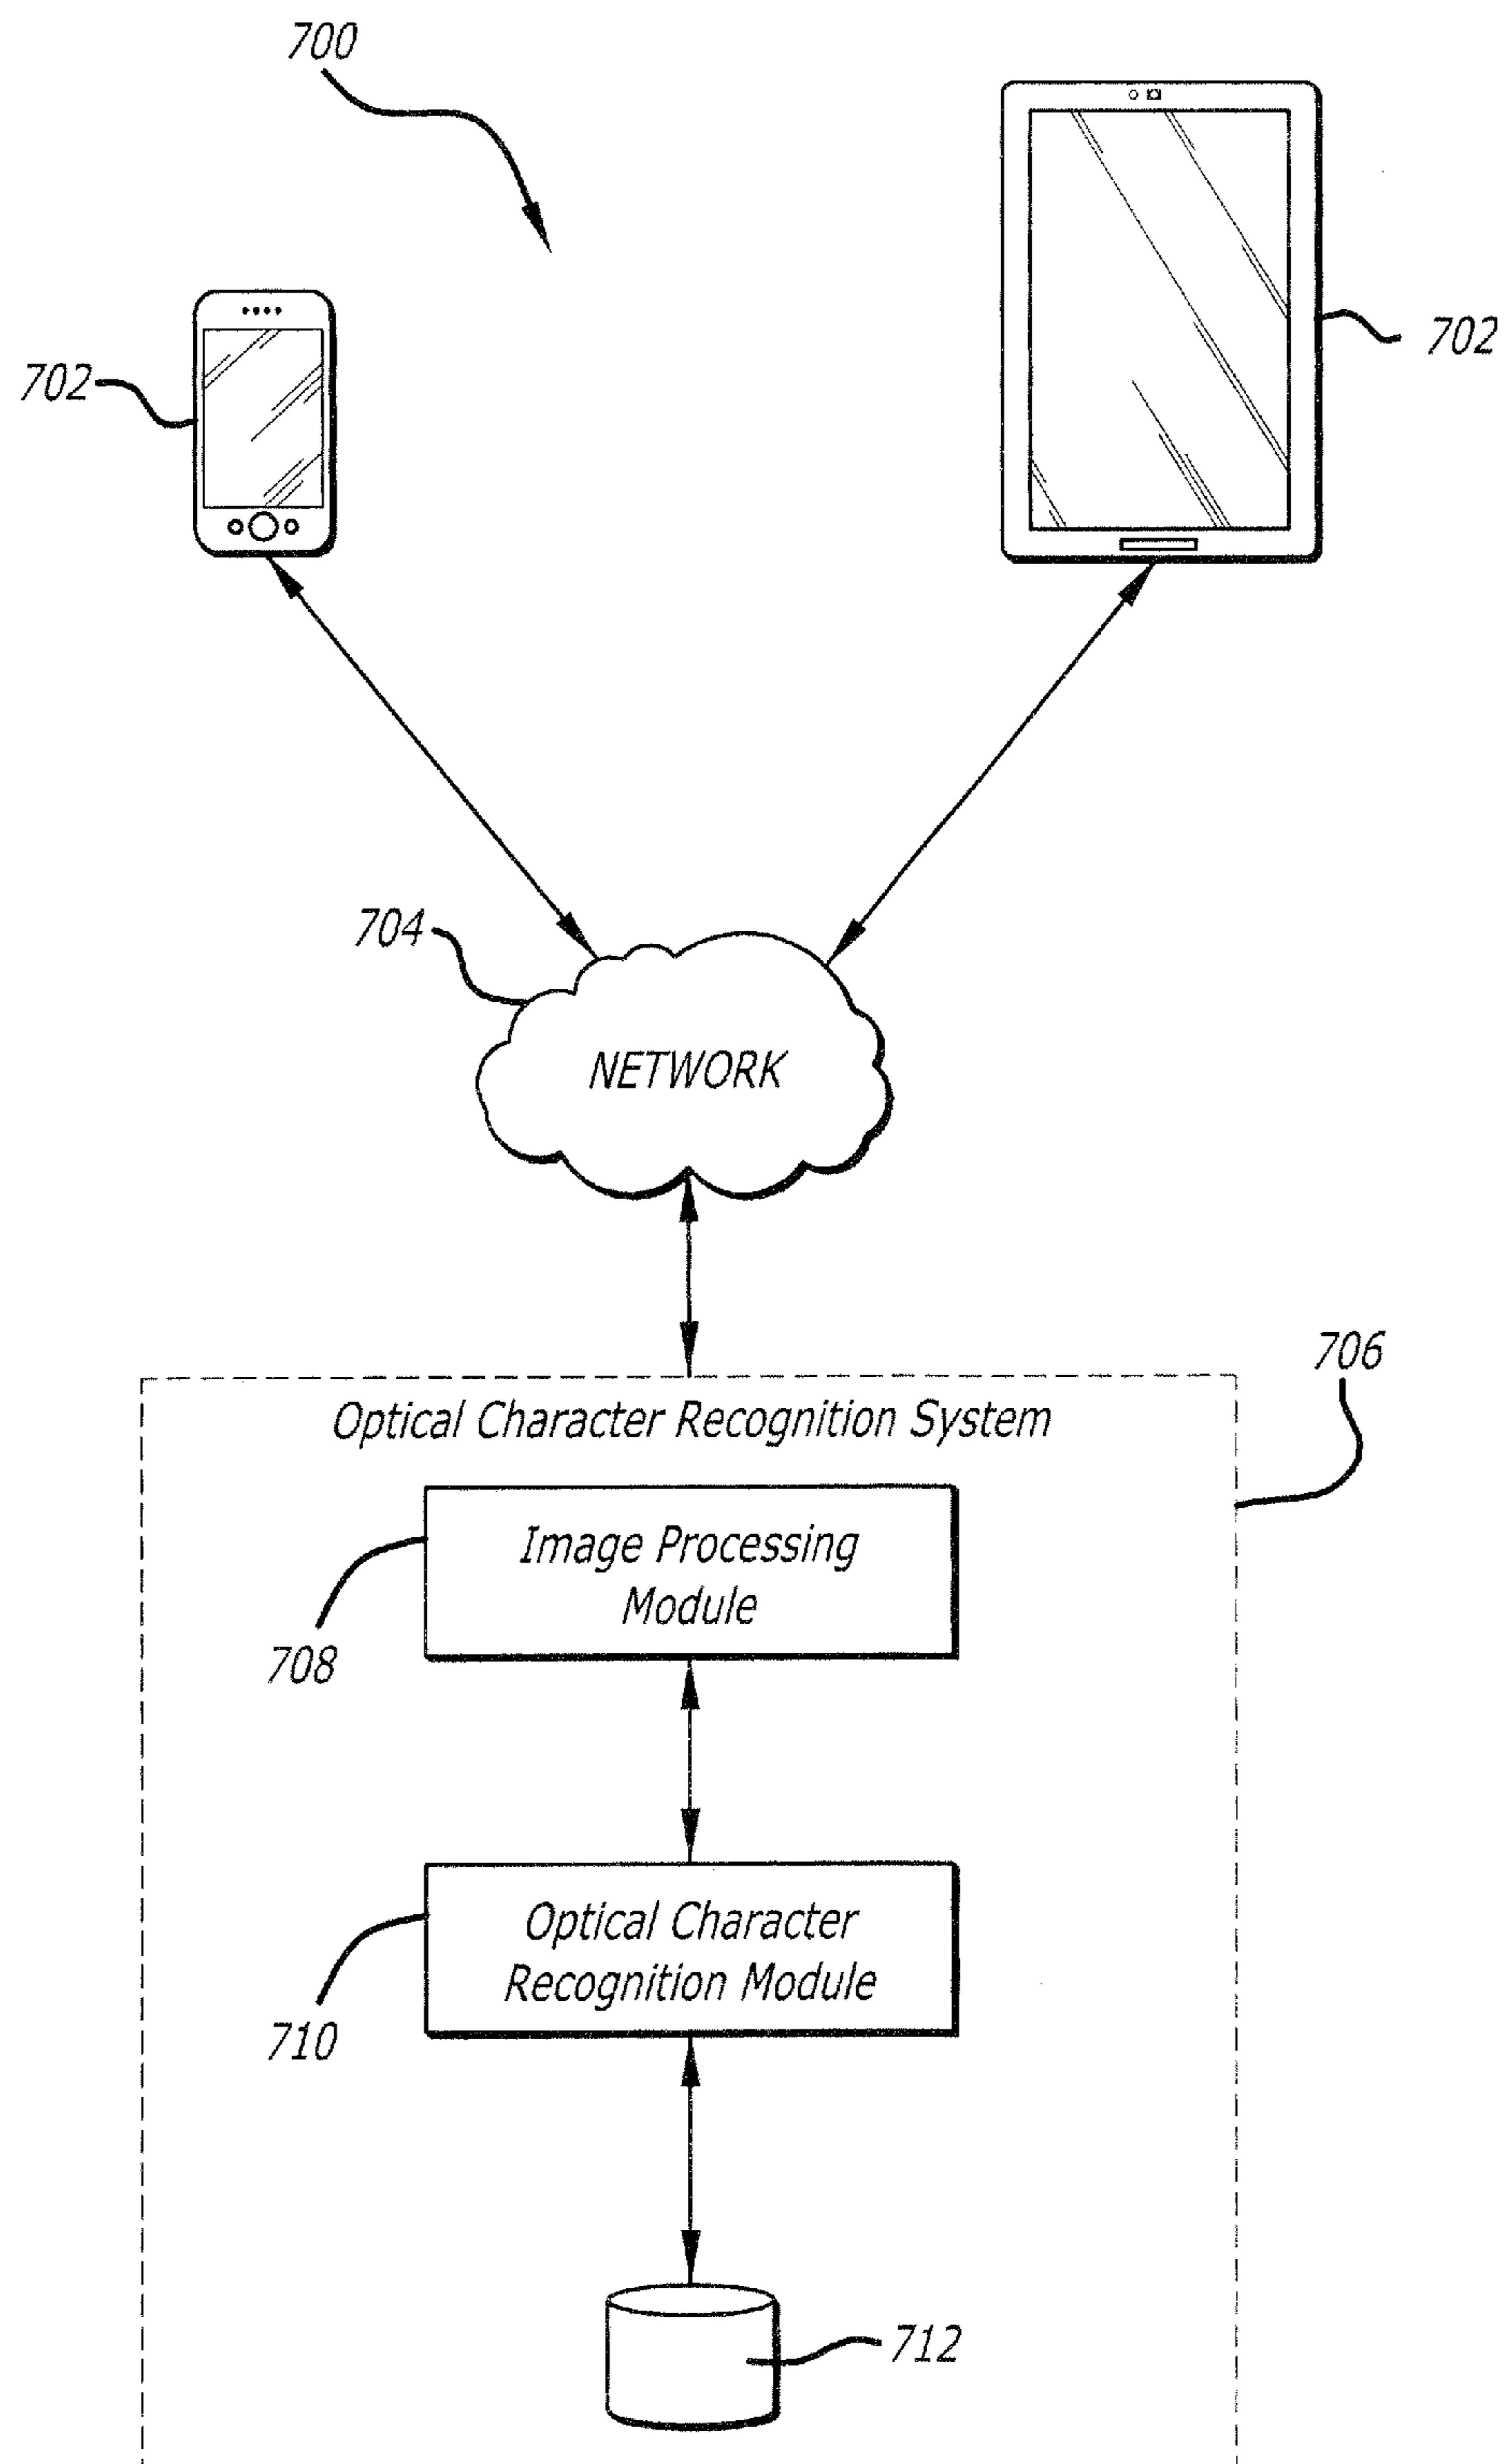 700
702
702
704
NETWORK
706
Optical Character Recognition System
Image Processing
Module
708
Optical Character
Recognition Module
710
712